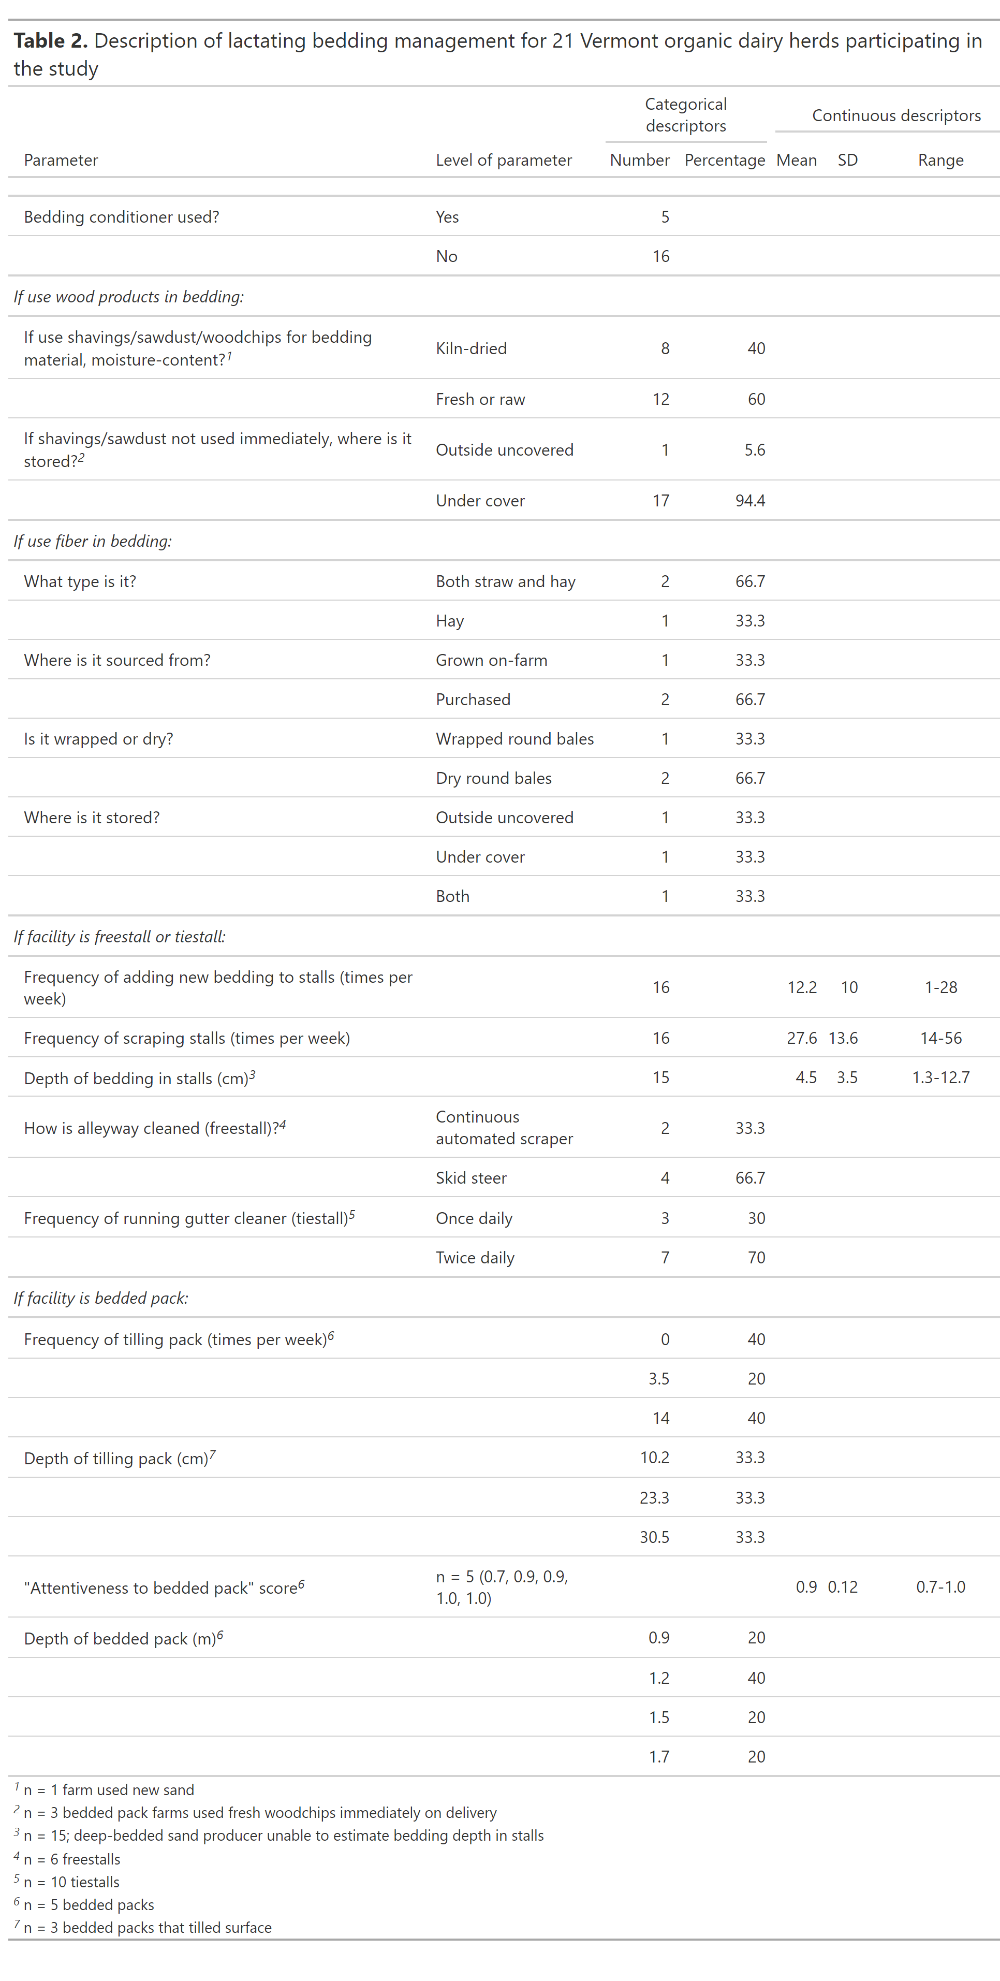 Table 2. Description of lactating bedding management for 21 Vermont organic dairy herds participating in
the study
Categorical
descriptors
Continuous descriptors
Parameter Level of parameter Number Percentage Mean SD Range
Bedding conditioner used? Yes 5
No 16
If use wood products in bedding:
If use shavings/sawdust/woodchips for bedding
material, moisture-content?1 Kiln-dried 8 40
Fresh or raw 12 60
If shavings/sawdust not used immediately, where is it
stored?2 Outside uncovered 1 5.6
Under cover 17 94.4
If use fiber in bedding:
What type is it? Both straw and hay 2 66.7
Hay 1 33.3
Where is it sourced from? Grown on-farm 1 33.3
Purchased 2 66.7
Is it wrapped or dry? Wrapped round bales 1 33.3
Dry round bales 2 66.7
Where is it stored? Outside uncovered 1 33.3
Under cover 1 33.3
Both 1 33.3
If facility is freestall or tiestall:
Frequency of adding new bedding to stalls (times per
week) 16 12.2 10 1-28
Frequency of scraping stalls (times per week) 16 27.6 13.6 14-56
Depth of bedding in stalls (cm)3 15 4.5 3.5 1.3-12.7
How is alleyway cleaned (freestall)?4 Continuous
automated scraper 2 33.3
Skid steer 4 66.7
Frequency of running gutter cleaner (tiestall)5 Once daily 3 30
Twice daily 7 70
If facility is bedded pack:
Frequency of tilling pack (times per week)6 0 40
3.5 20
14 40
Depth of tilling pack (cm)7 10.2 33.3
23.3 33.3
30.5 33.3
"Attentiveness to bedded pack" score6 n = 5 (0.7, 0.9, 0.9,
1.0, 1.0) 0.9 0.12 0.7-1.0
Depth of bedded pack (m)6 0.9 20
1.2 40
1.5 20
1.7 20
1 n = 1 farm used new sand
2 n = 3 bedded pack farms used fresh woodchips immediately on delivery
3 n = 15; deep-bedded sand producer unable to estimate bedding depth in stalls
4 n = 6 freestalls
5 n = 10 tiestalls
6 n = 5 bedded packs
7 n = 3 bedded packs that tilled surface